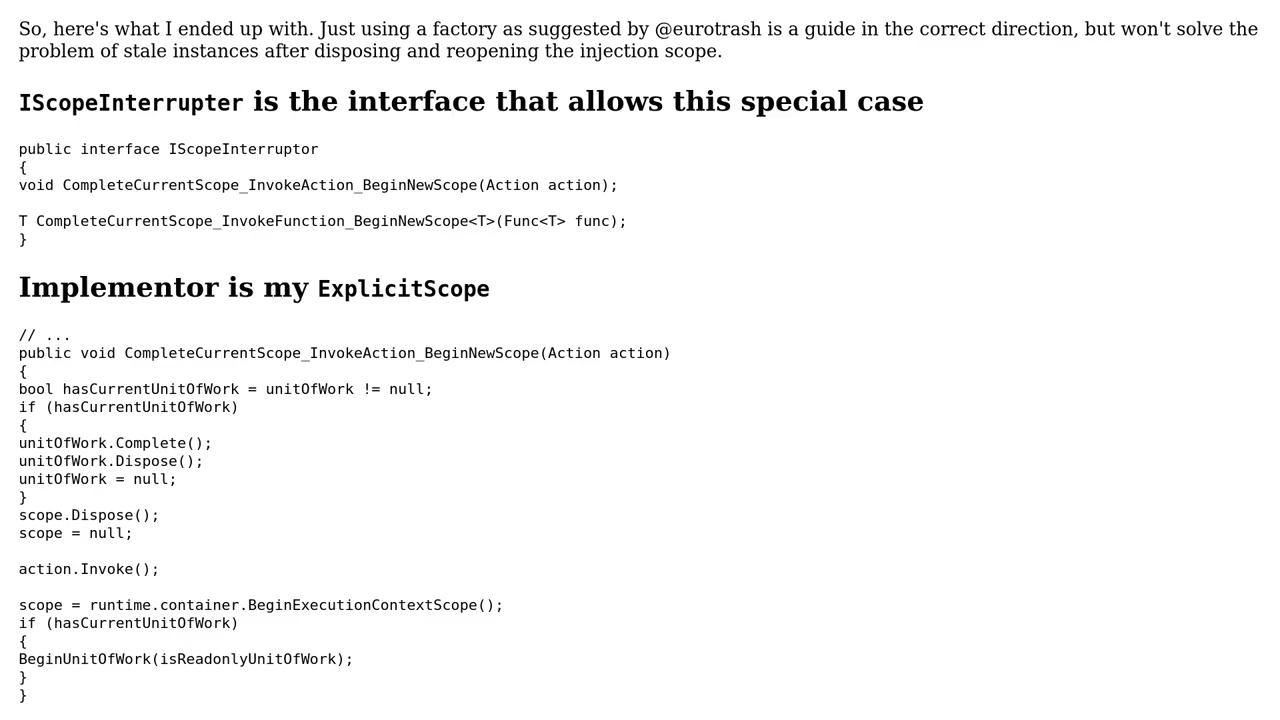 So, here's what I ended up with. Just using a factory as suggested by @eurotrash is a guide in the correct direction, but won't solve the
problem of stale instances after disposing and reopening the injection scope.
IScopeInterrupter is the interface that allows this special case
public interface IScopeInterruptor
{
void CompleteCurrentScope_InvokeAction_BeginNewScope(Action action);
T CompleteCurrentScope_InvokeFunction_BeginNewScope<T>(Func<T> func);
}
Implementor is my ExplicitScope
// ...
public void CompleteCurrentScope_InvokeAction_BeginNewScope(Action action)
{
bool hasCurrentUnitOfWork = unitOfWork != null;
if (hasCurrentUnitOfWork)
{
unitOfWork.Complete();
unitOfWork.Dispose();
unitOfWork = null;
}
scope.Dispose();
scope = null;
action.Invoke();
scope = runtime.container.BeginExecutionContextScope();
if (hasCurrentUnitOfWork)
{
BeginUnitOfWork(isReadonlyUnitOfWork);
}
}